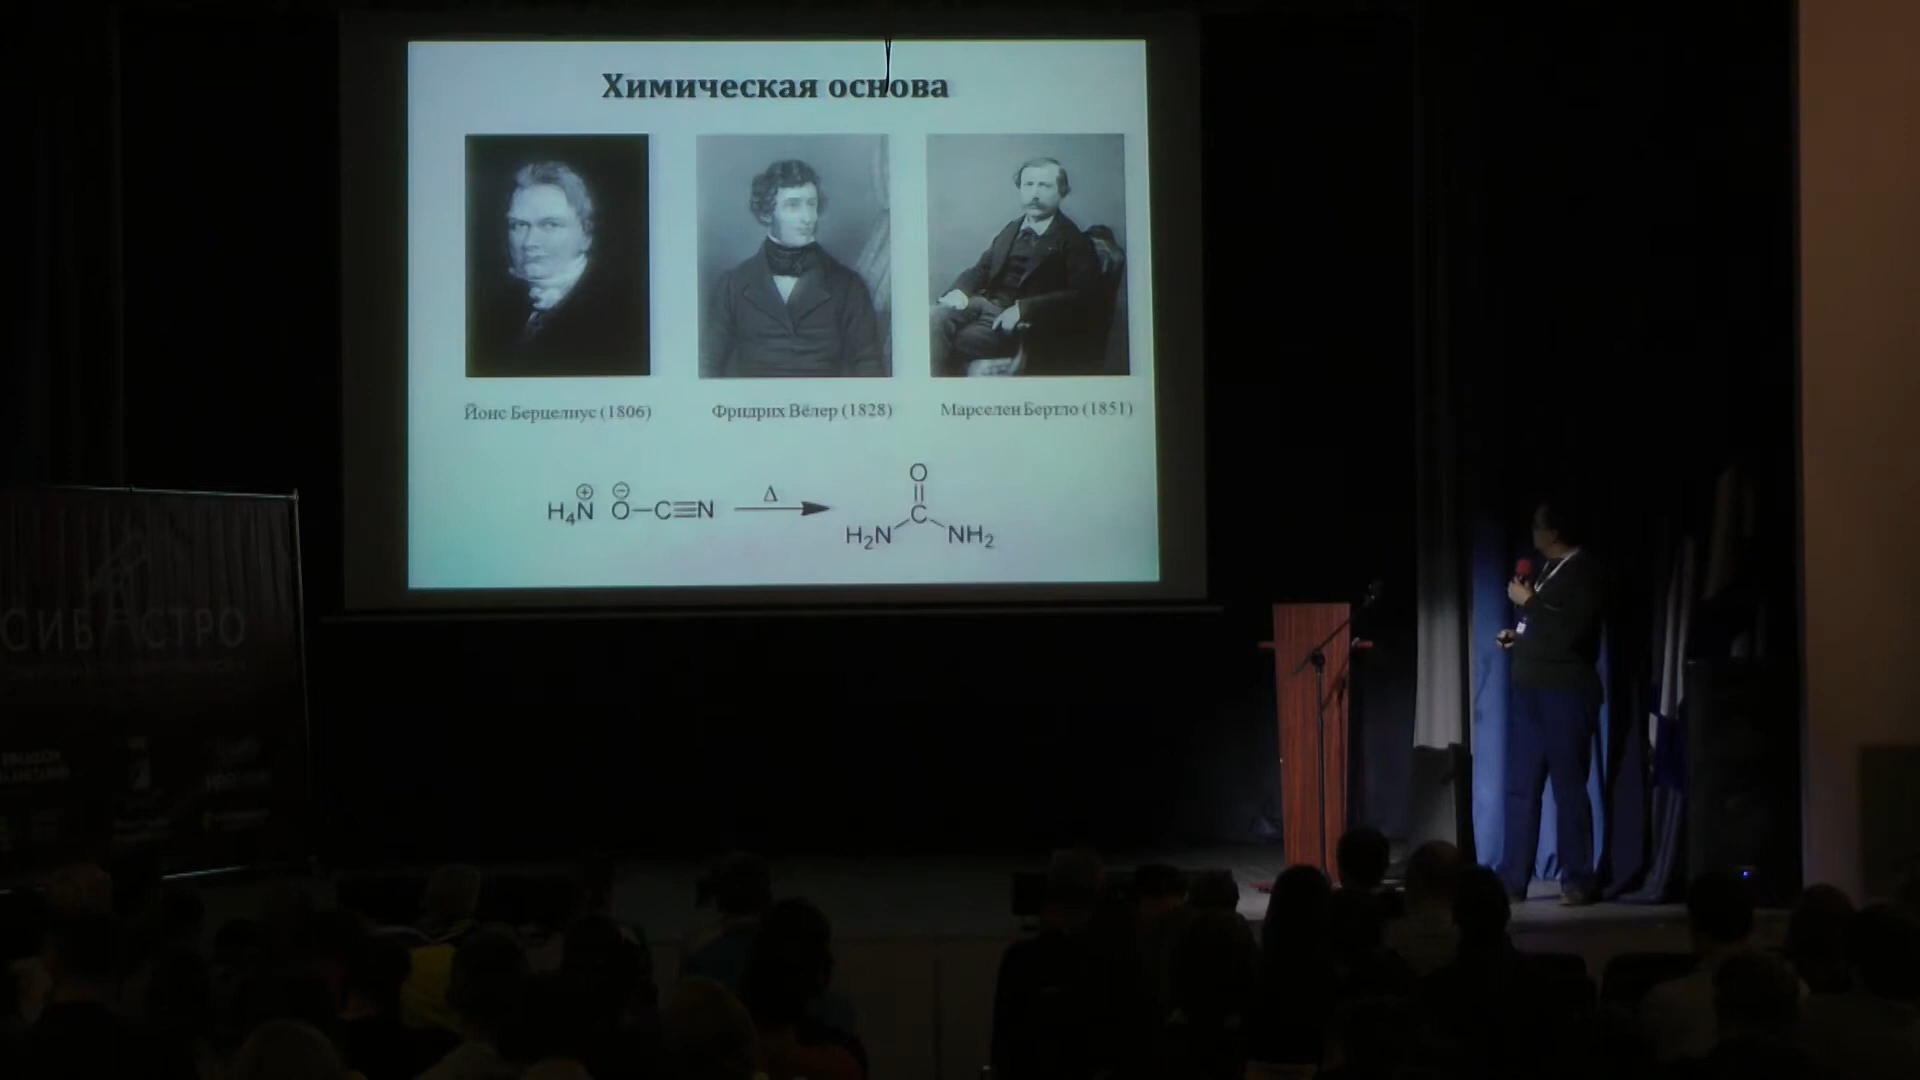 Химическая основа
Йонс Берцелиус (1806)
Фридрих Вёлер (1828)
Марселен Бертло (1851)
H₄N⊕ O⊖—C≡N
Δ
O
C
H₂N NH₂
СИБАСТРО